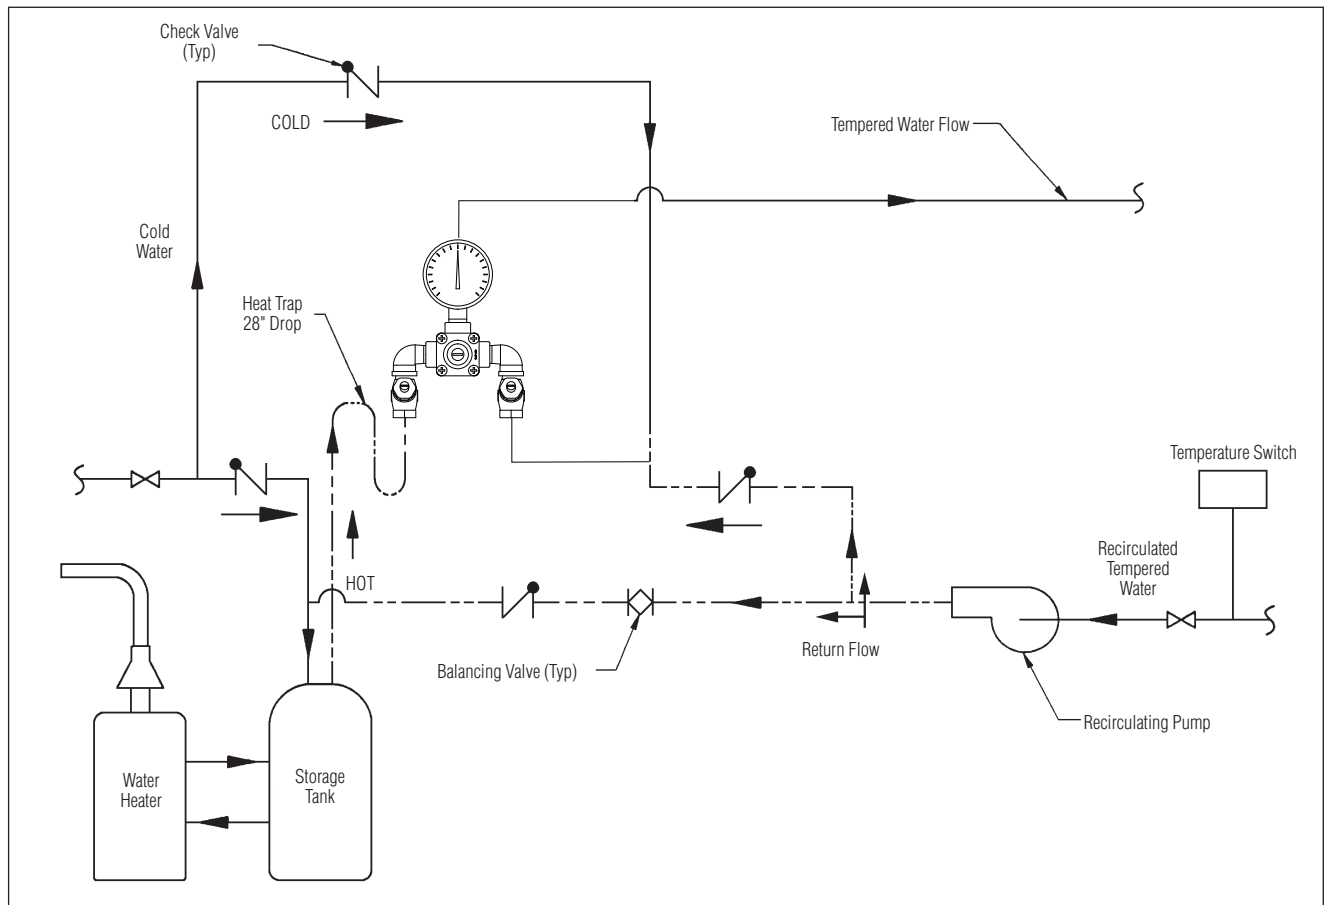 Check Valve
(Typ)
COLD
Tempered Water Flow
Cold
Water
Heat Trap
28" Drop
Temperature Switch
Recirculated
Tempered
Water
HOT
Return Flow
Balancing Valve (Typ)
Recirculating Pump
Water
Heater
Storage
Tank